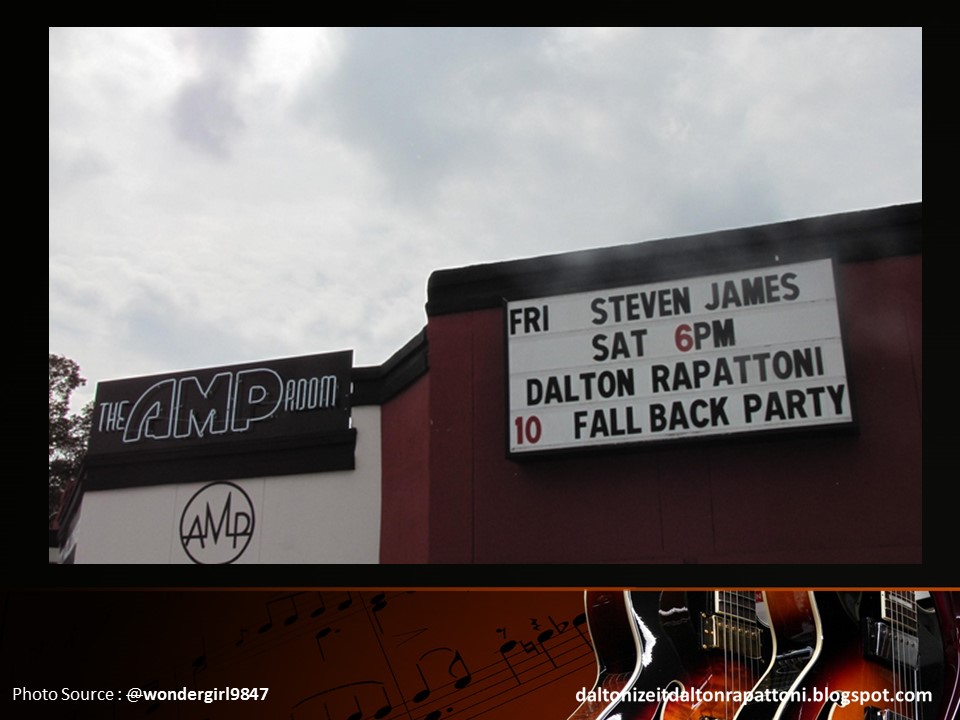 THE AMP ROOM
AMP
FRI STEVEN JAMES
SAT 6PM
DALTON RAPATTONI
10 FALL BACK PARTY
Photo Source : @wondergirl9847
daltonizeitdaltonrapattoni.blogspot.com